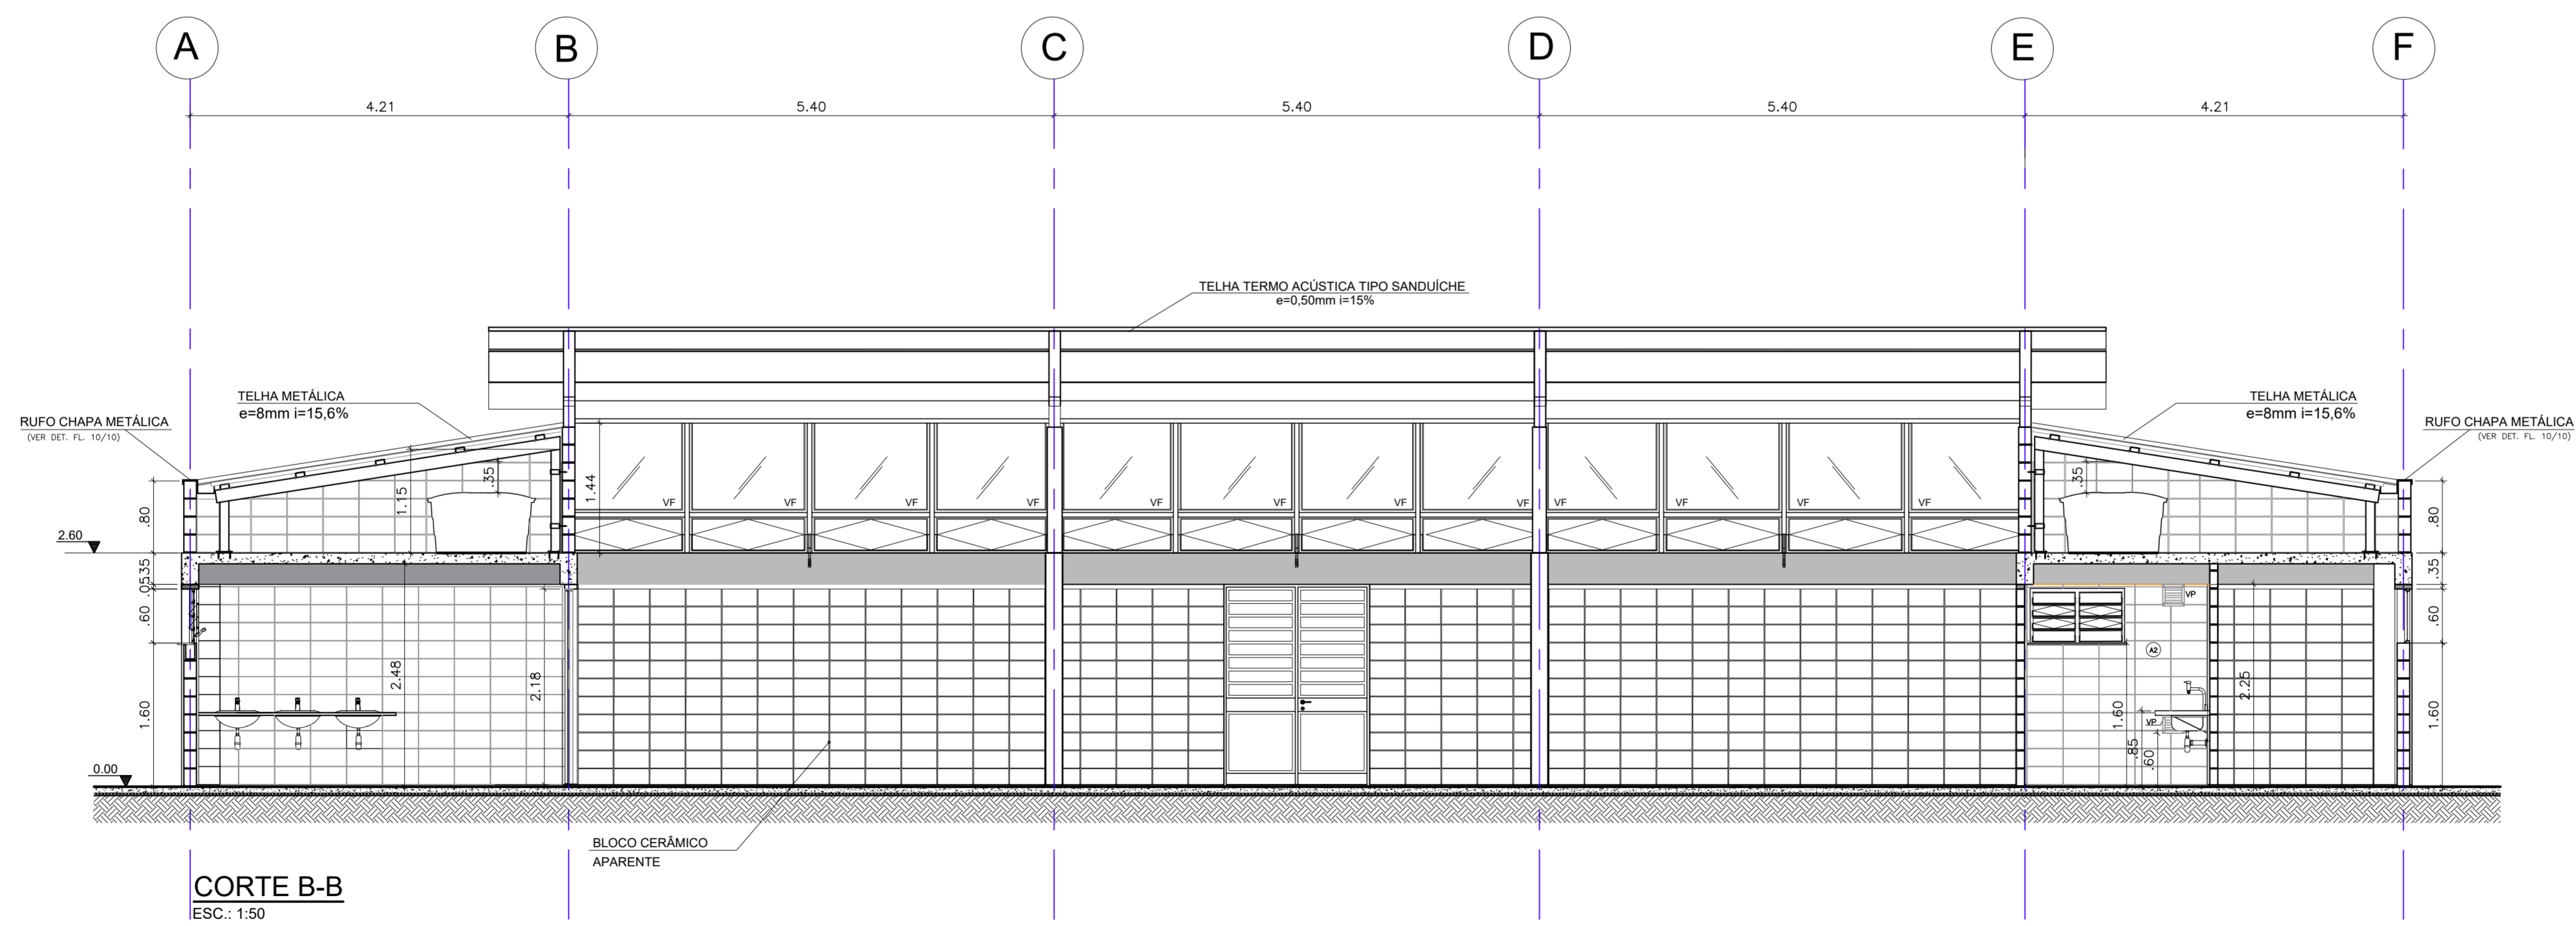 A
B
C
D
E
F
4.21
5.40
5.40
5.40
4.21
TELHA TERMO ACÚSTICA TIPO SANDUÍCHE
e=0,50mm i=15%
TELHA METÁLICA
e=8mm i=15,6%
TELHA METÁLICA
e=8mm i=15,6%
RUFO CHAPA METÁLICA
(VER DET. FL. 10/10)
RUFO CHAPA METÁLICA
(VER DET. FL. 10/10)
.80
1.15
.35
1.44
VF
VF
VF
VF
VF
VF
VF
VF
VF
VF
VF
VF
.35
.80
2.60
.35
.05
.60
1.60
2.48
2.18
VP
A2
VP
1.60
.85
.60
2.25
.35
.60
1.60
0.00
BLOCO CERÂMICO
APARENTE
CORTE B-B
ESC.: 1:50